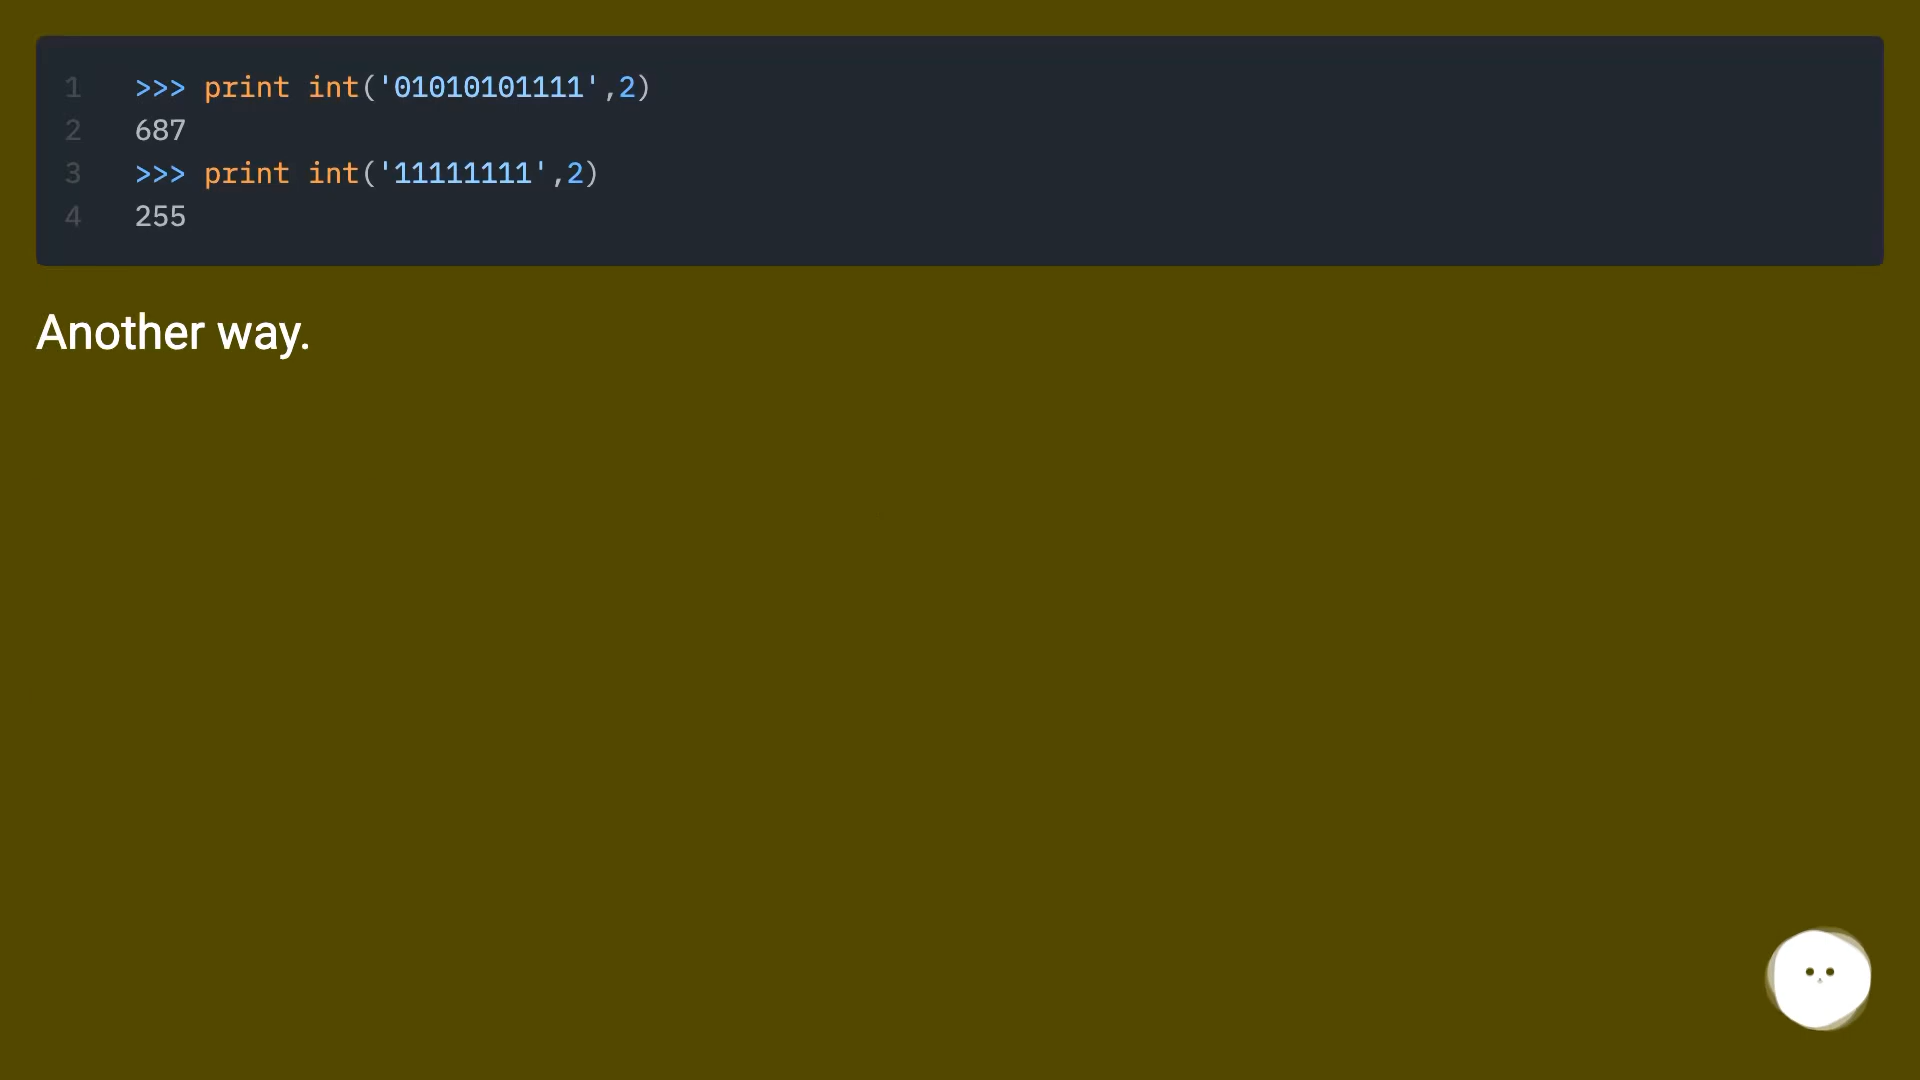 1 >>> print int('01010101111',2)
2 687
3 >>> print int('11111111',2)
4 255
Another way.